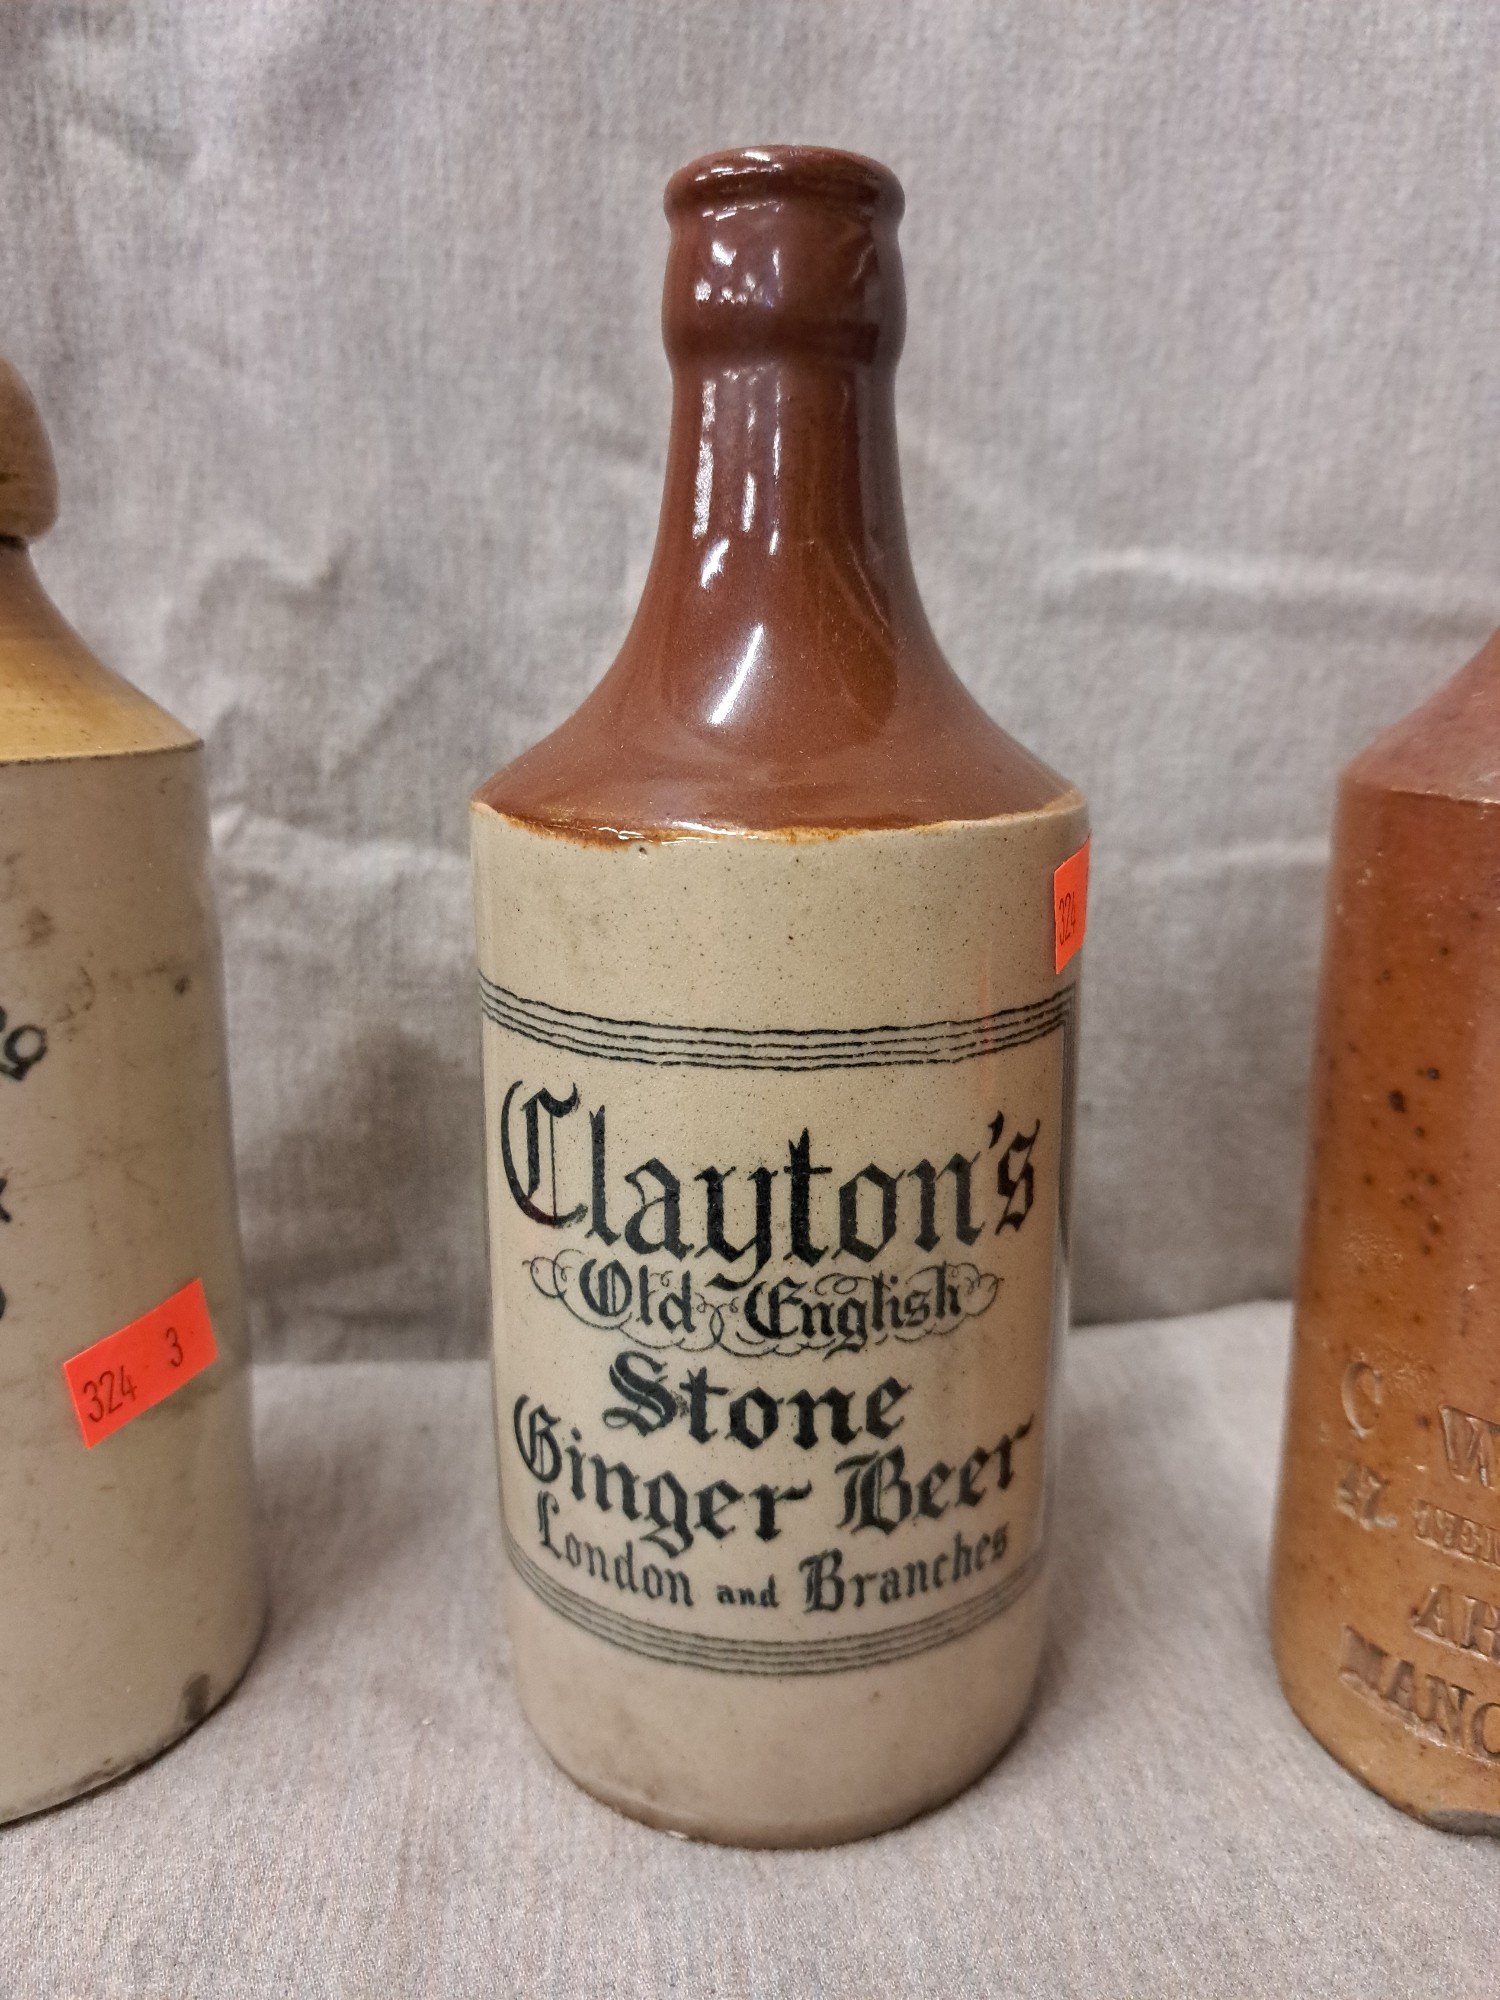 324
Clayton's
Old English
Stone
Ginger Beer
London and Branches
324 3
C